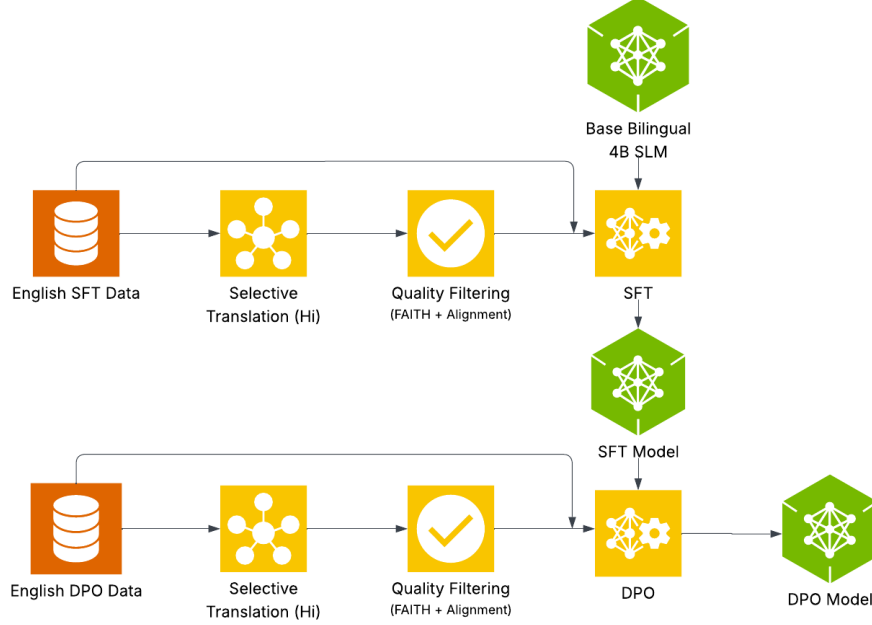 Base Bilingual
4B SLM
English SFT Data
Selective
Translation (Hi)
Quality Filtering
(FAITH + Alignment)
SFT
SFT Model
English DPO Data
Selective
Translation (Hi)
Quality Filtering
(FAITH + Alignment)
DPO
DPO Model